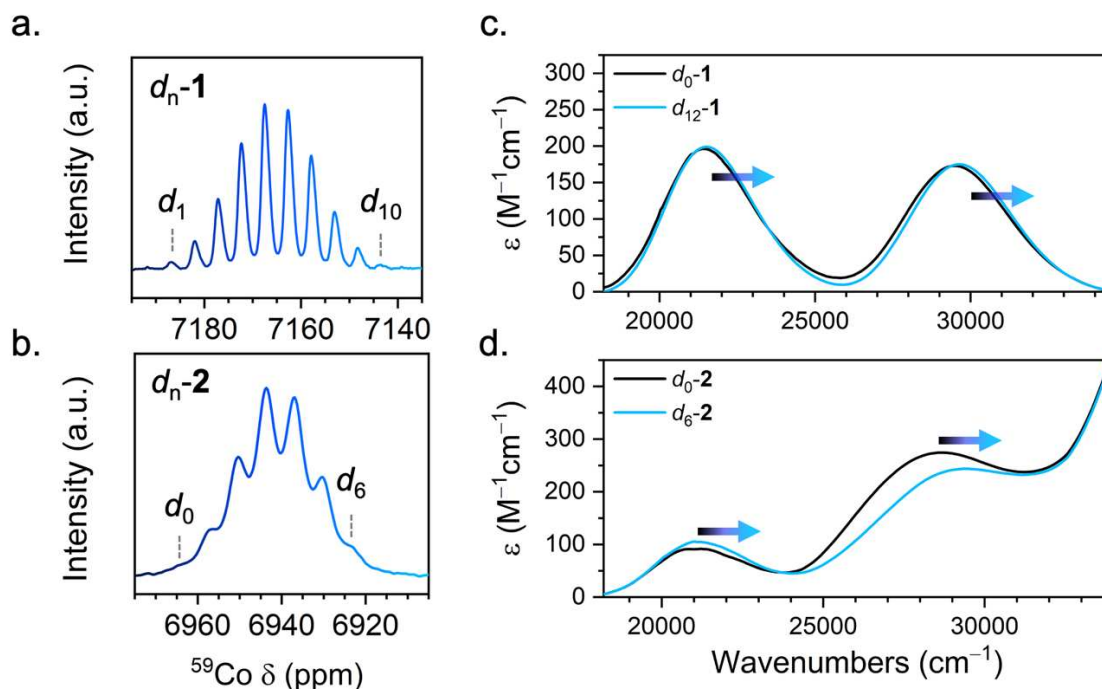 a.
dₙ-1
d₁
d₁₀
Intensity (a.u.)
7180 7160 7140
b.
dₙ-2
d₀
d₆
Intensity (a.u.)
6960 6940 6920
⁵⁹Co δ (ppm)
c.
d₀-1
d₁₂-1
ε (M⁻¹cm⁻¹)
300
250
200
150
100
50
0
20000 25000 30000
d.
d₀-2
d₆-2
ε (M⁻¹cm⁻¹)
400
300
200
100
0
20000 25000 30000
Wavenumbers (cm⁻¹)